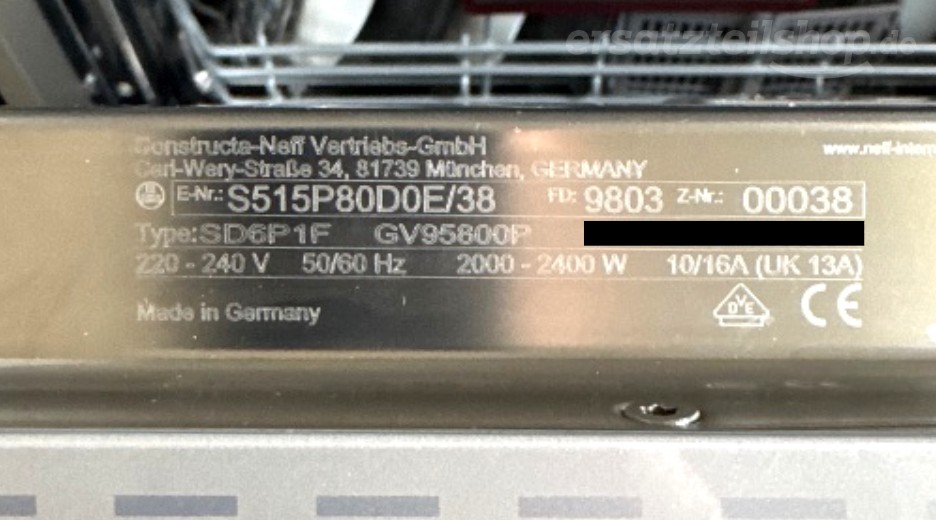 ersatzteilshop.de
Constructa-Neff Vertriebs-GmbH
Carl-Wery-Straße 34, 81739 München, GERMANY
www.neff-intern
E-Nr.: S515P80D0E/38 FD: 9803 Z-Nr.: 00038
Type: SD6P1F GV95800P
220 - 240 V 50/60 Hz 2000 - 2400 W 10/16A (UK 13A)
Made in Germany
DVE CE